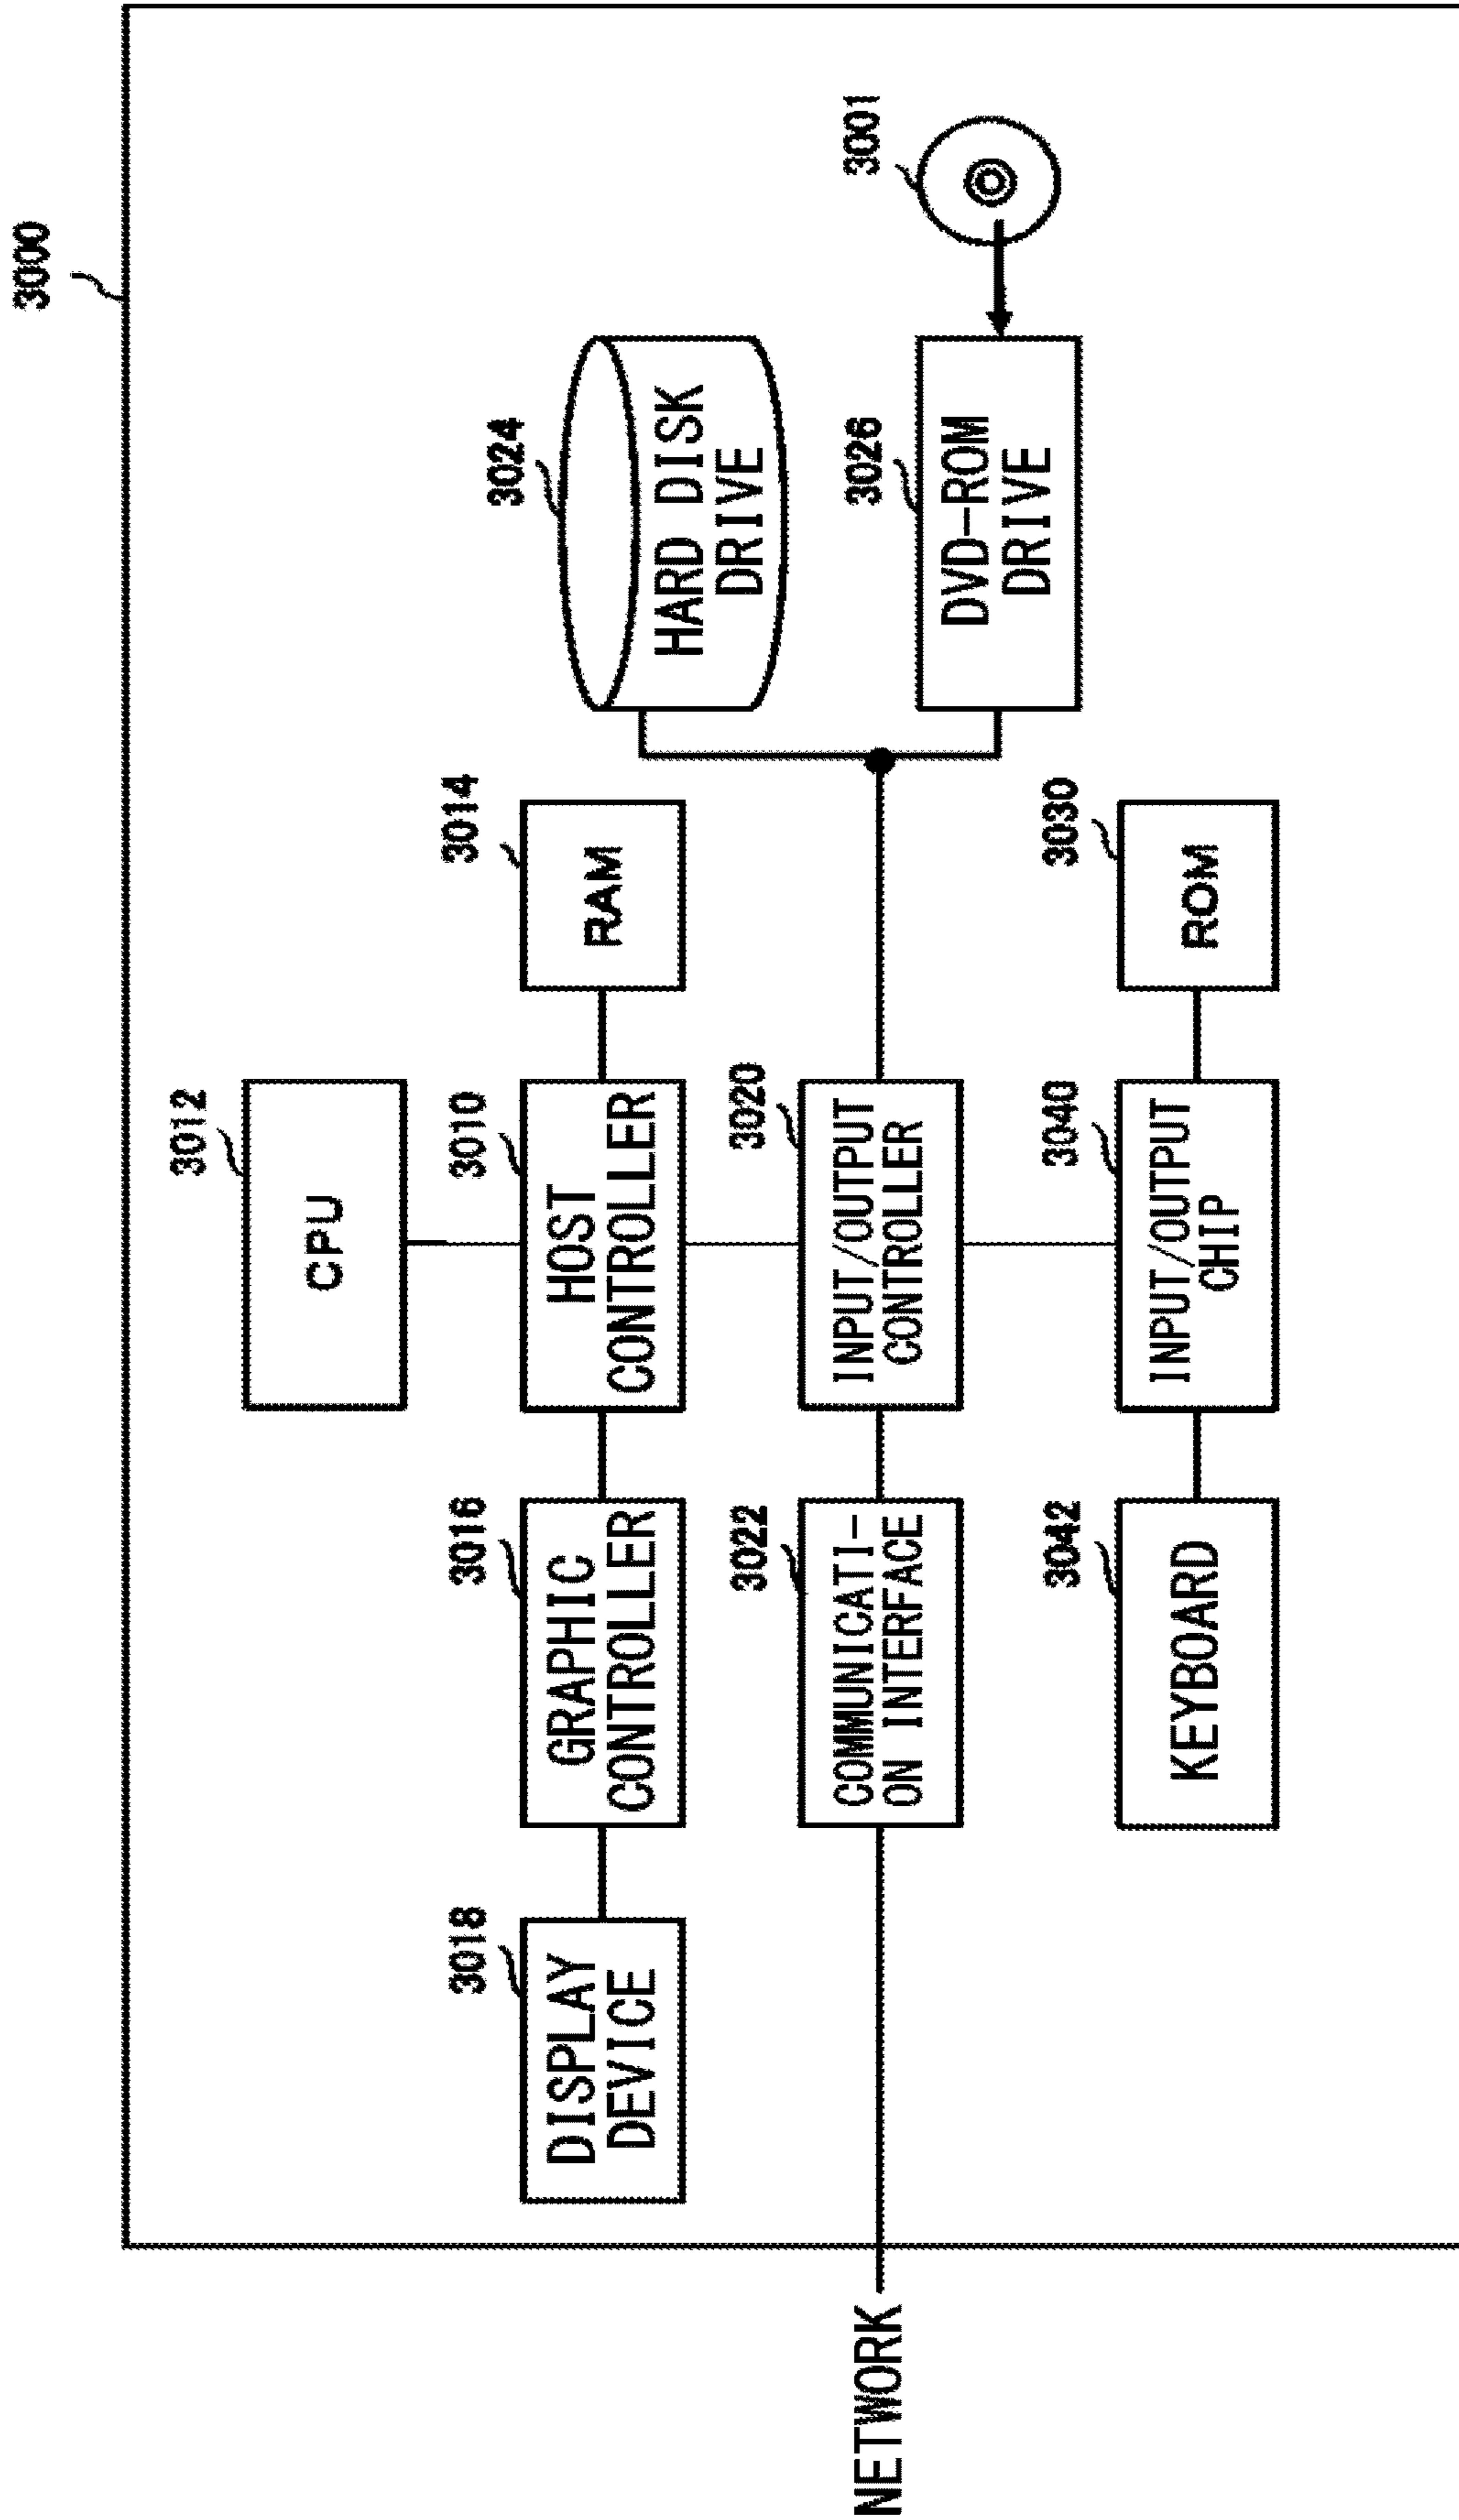 3000
3012
CPU
3018
DISPLAY
DEVICE
3016
GRAPHIC
CONTROLLER
3010
HOST
CONTROLLER
3014
RAM
3024
HARD DISK
DRIVE
NETWORK
3022
COMMUNICATI-
ON INTERFACE
3020
INPUT/OUTPUT
CONTROLLER
3026
DVD-ROM
DRIVE
3001
3042
KEYBOARD
3040
INPUT/OUTPUT
CHIP
3030
ROM